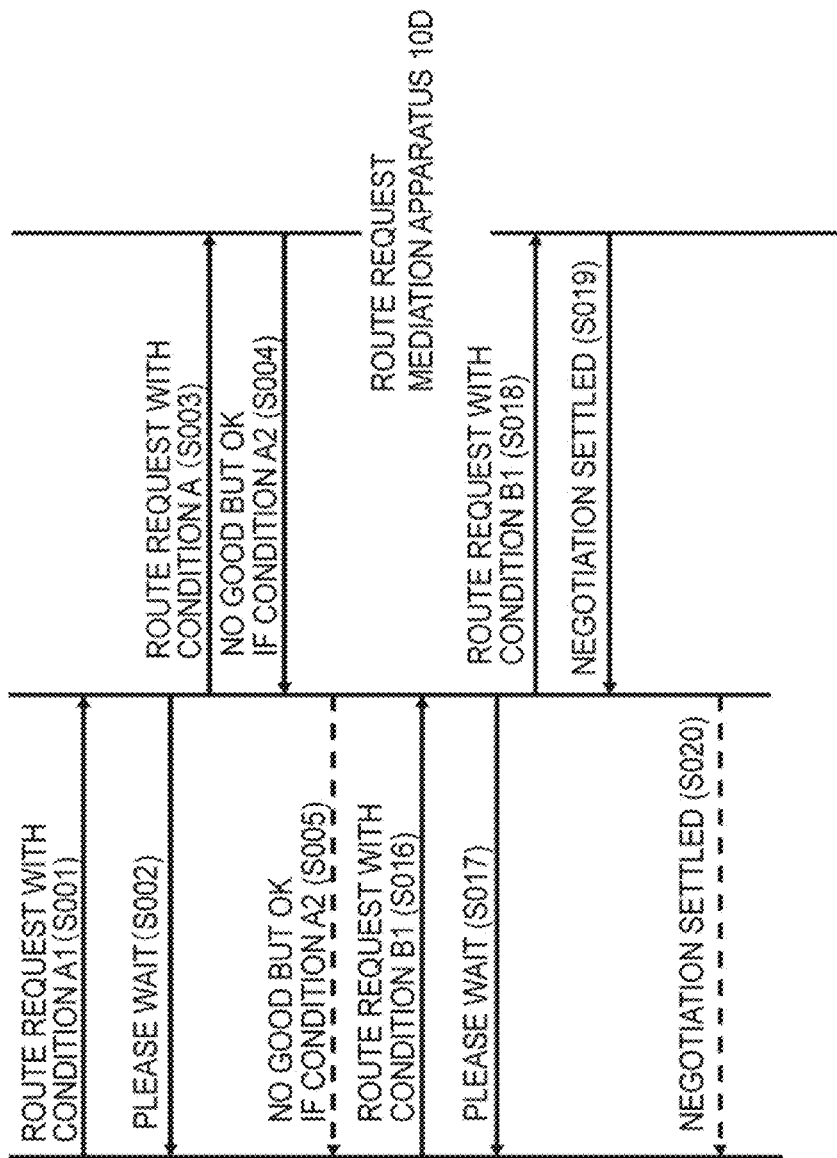 ROUTE REQUEST WITH
CONDITION A1(S001)
PLEASE WAIT(S002)
ROUTE REQUEST WITH
CONDITION A (S003)
NO GOOD BUT OK
IF CONDITION A2 (S004)
NO GOOD BUT OK
IF CONDITION A2 (S005)
ROUTE REQUEST
MEDIATION APPARATUS 10D
ROUTE REQUEST WITH
CONDITION B1 (S016)
PLEASE WAIT (S017)
ROUTE REQUEST WITH
CONDITION B1 (S018)
NEGOTIATION SETTLED (S019)
NEGOTIATION SETTLED (S020)